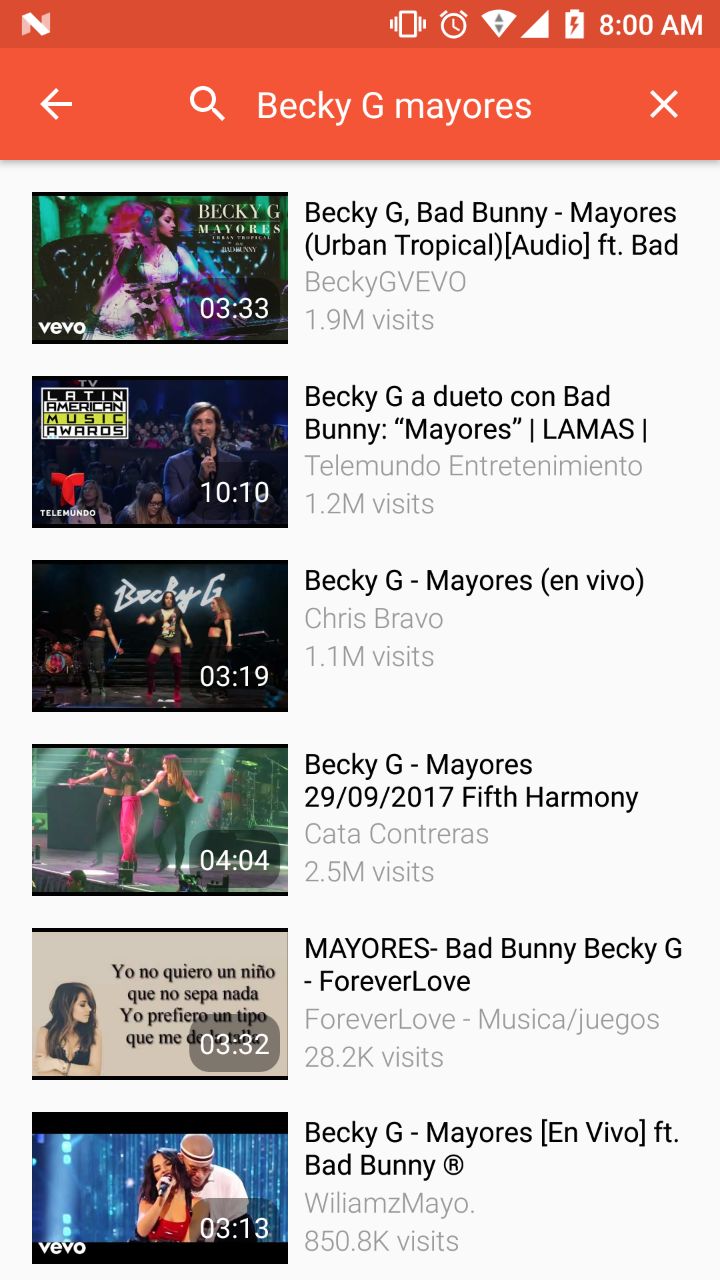 8:00 AM
Becky G mayores
BECKY G
MAYORES
URBAN TROPICAL
BAD BUNNY
vevo
03:33
Becky G, Bad Bunny - Mayores
(Urban Tropical)[Audio] ft. Bad
BeckyGVEVO
1.9M visits
TV
LATIN
AMERICAN
MUSIC
AWARDS
TELEMUNDO
10:10
Becky G a dueto con Bad
Bunny: “Mayores” | LAMAS |
Telemundo Entretenimiento
1.2M visits
Becky G
03:19
Becky G - Mayores (en vivo)
Chris Bravo
1.1M visits
04:04
Becky G - Mayores
29/09/2017 Fifth Harmony
Cata Contreras
2.5M visits
Yo no quiero un niño
que no sepa nada
Yo prefiero un tipo
que me de la talla
03:32
MAYORES- Bad Bunny Becky G
- ForeverLove
ForeverLove - Musica/juegos
28.2K visits
vevo
03:13
Becky G - Mayores [En Vivo] ft.
Bad Bunny ®
WiliamzMayo.
850.8K visits